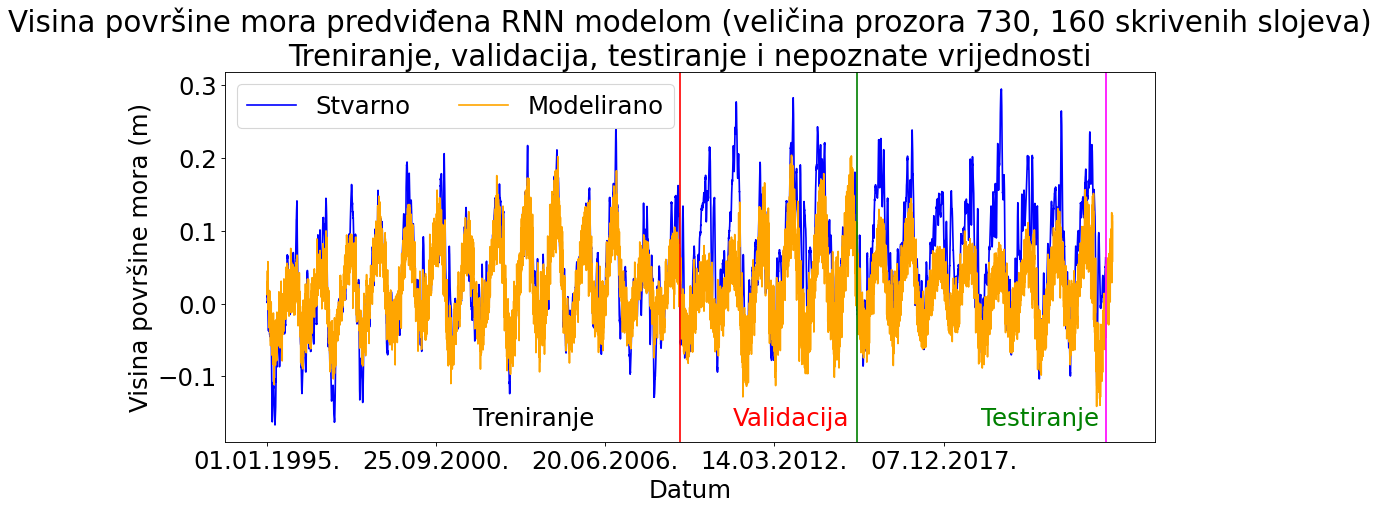 Visina površine mora predviđena RNN modelom (veličina prozora 730, 160 skrivenih slojeva)
Treniranje, validacija, testiranje i nepoznate vrijednosti
Stvarno
Modelirano
Visina površine mora (m)
0.3
0.2
0.1
0.0
−0.1
Treniranje
Validacija
Testiranje
01.01.1995.
25.09.2000.
20.06.2006.
14.03.2012.
07.12.2017.
Datum